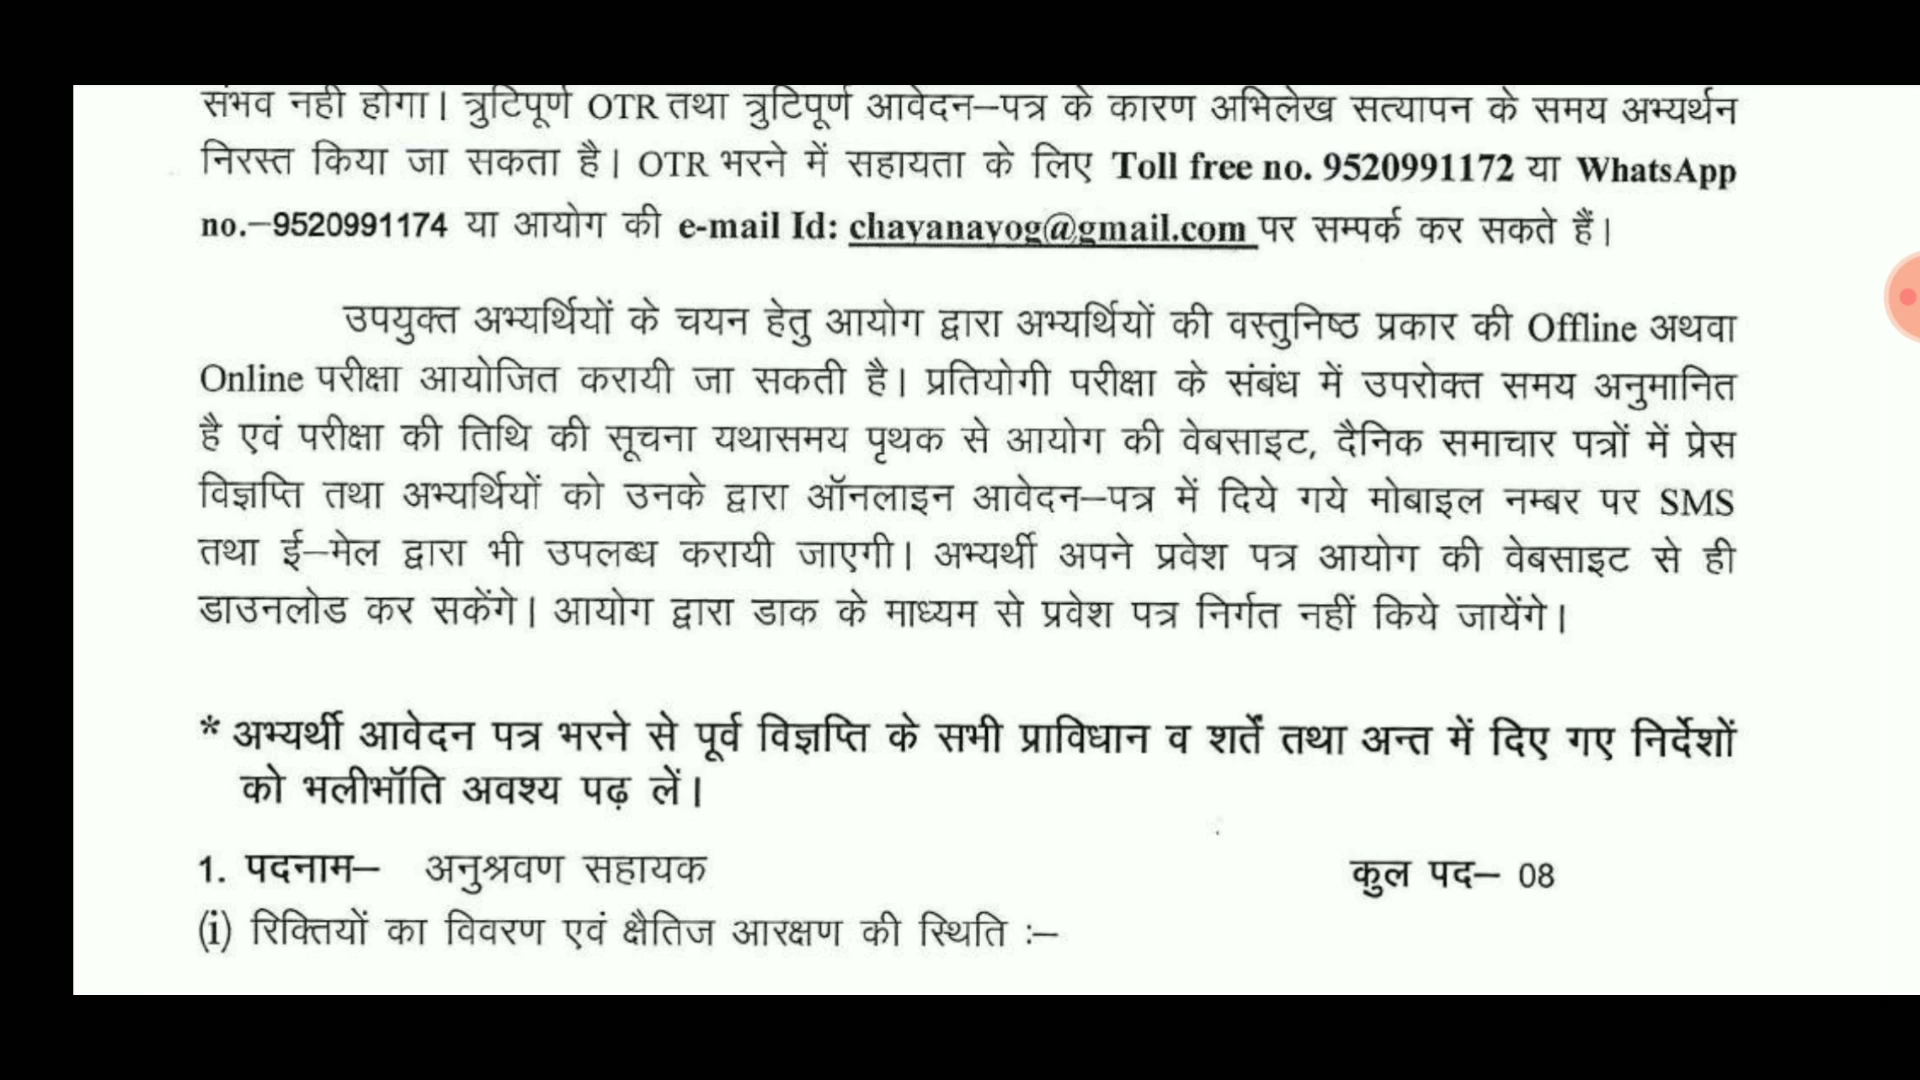 संभव नही होगा। त्रुटिपूर्ण OTR तथा त्रुटिपूर्ण आवेदन–पत्र के कारण अभिलेख सत्यापन के समय अभ्यर्थन
निरस्त किया जा सकता है। OTR भरने में सहायता के लिए Toll free no. 9520991172 या WhatsApp
no.–9520991174 या आयोग की e-mail Id: chayanayog@gmail.com पर सम्पर्क कर सकते हैं।
उपयुक्त अभ्यर्थियों के चयन हेतु आयोग द्वारा अभ्यर्थियों की वस्तुनिष्ठ प्रकार की Offline अथवा
Online परीक्षा आयोजित करायी जा सकती है। प्रतियोगी परीक्षा के संबंध में उपरोक्त समय अनुमानित
है एवं परीक्षा की तिथि की सूचना यथासमय पृथक से आयोग की वेबसाइट, दैनिक समाचार पत्रों में प्रेस
विज्ञप्ति तथा अभ्यर्थियों को उनके द्वारा ऑनलाइन आवेदन–पत्र में दिये गये मोबाइल नम्बर पर SMS
तथा ई–मेल द्वारा भी उपलब्ध करायी जाएगी। अभ्यर्थी अपने प्रवेश पत्र आयोग की वेबसाइट से ही
डाउनलोड कर सकेंगे। आयोग द्वारा डाक के माध्यम से प्रवेश पत्र निर्गत नहीं किये जायेंगे।
* अभ्यर्थी आवेदन पत्र भरने से पूर्व विज्ञप्ति के सभी प्राविधान व शर्तें तथा अन्त में दिए गए निर्देशों
को भलीभॉति अवश्य पढ़ लें।
1. पदनाम– अनुश्रवण सहायक कुल पद– 08
(i) रिक्तियों का विवरण एवं क्षैतिज आरक्षण की स्थिति :–